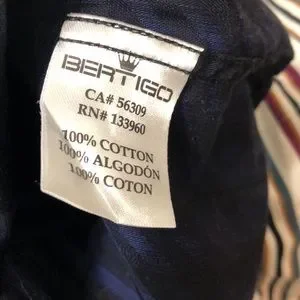 BERTIGO
CA# 56309
RN# 133960
100% COTTON
100% ALGODÓN
100% COTON